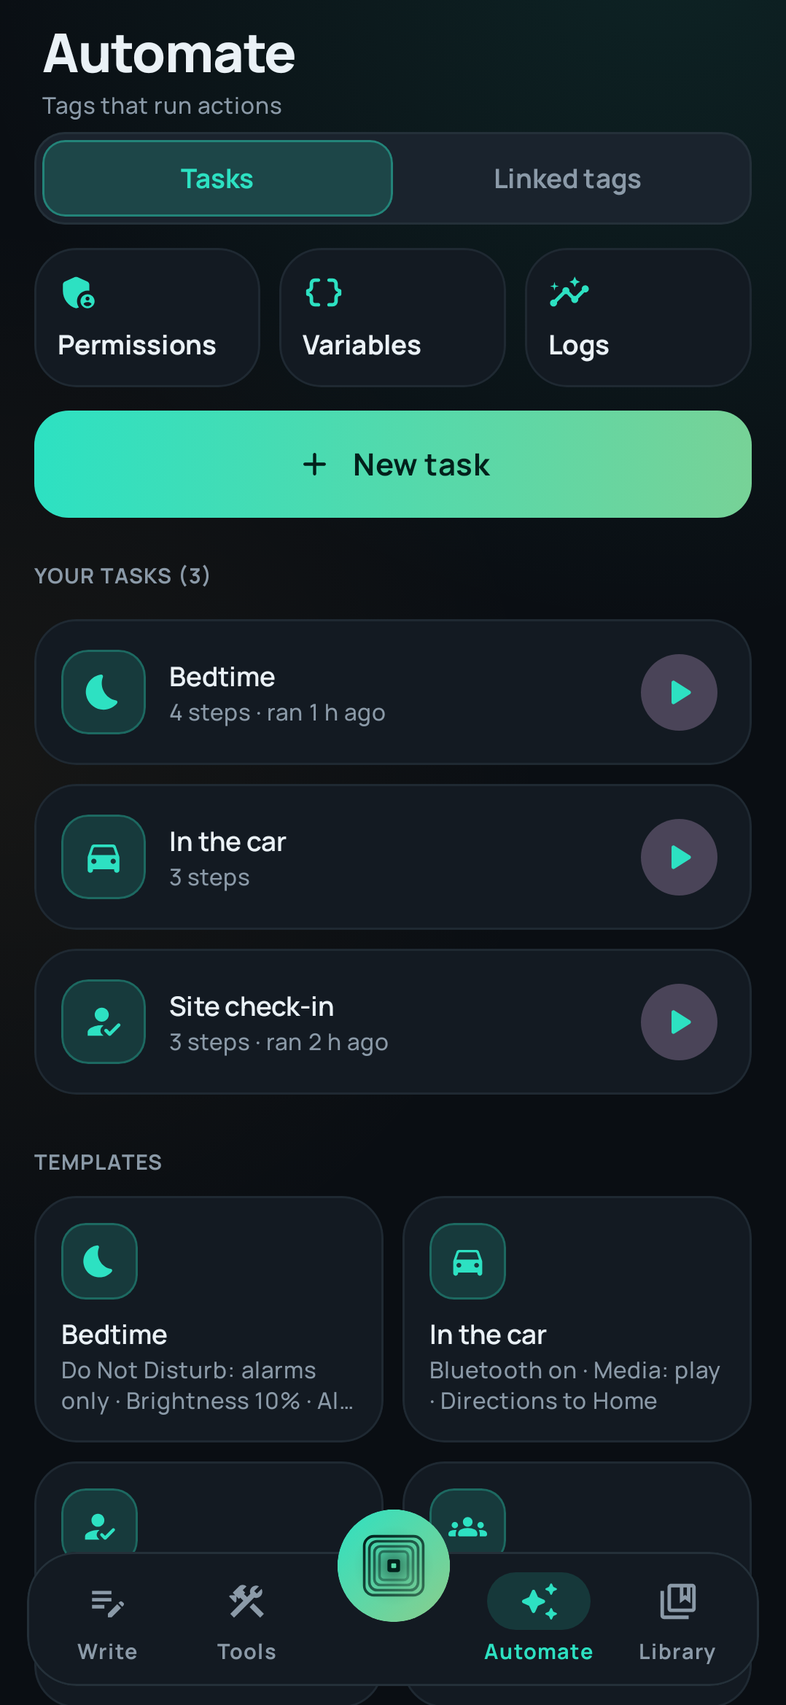 Automate
Tags that run actions
Tasks
Linked tags
Permissions
Variables
Logs
+ New task
YOUR TASKS (3)
Bedtime
4 steps · ran 1 h ago
In the car
3 steps
Site check-in
3 steps · ran 2 h ago
TEMPLATES
Bedtime
Do Not Disturb: alarms
only · Brightness 10% · Al…
In the car
Bluetooth on · Media: play
· Directions to Home
Write
Tools
Automate
Library